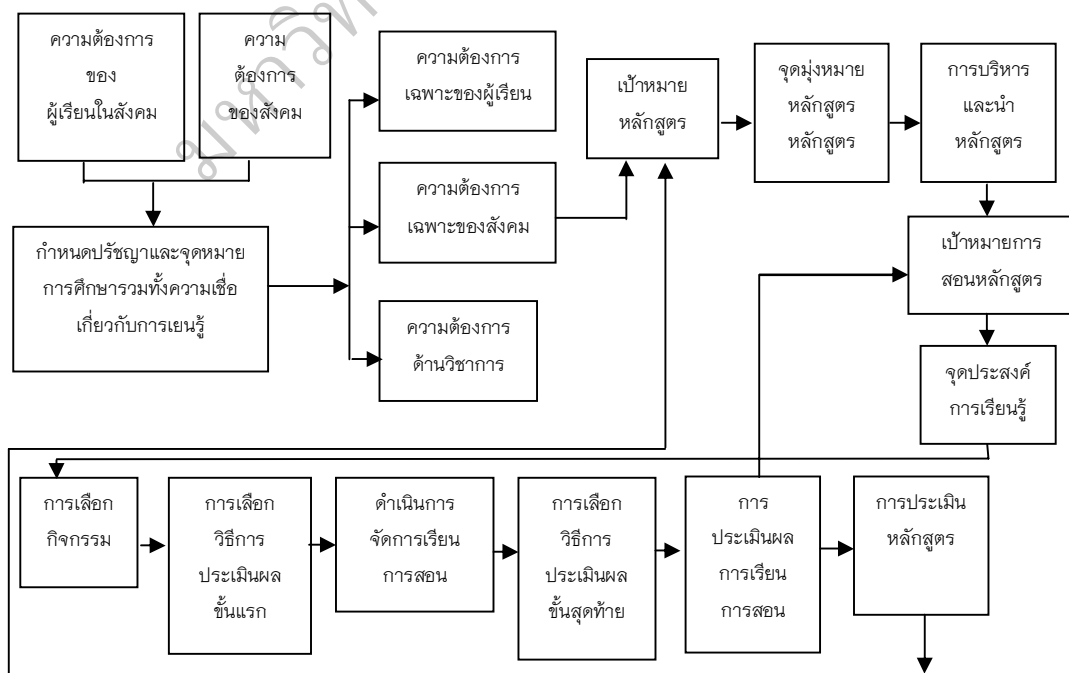 ความต้องการ
ของ
ผู้เรียนในสังคม
ความ
ต้องการ
ของสังคม
ความต้องการ
เฉพาะของผู้เรียน
เป้าหมาย
หลักสูตร
จุดมุ่งหมาย
หลักสูตร
หลักสูตร
การบริหาร
และนำ
หลักสูตร
กำหนดปรัชญาและจุดหมาย
การศึกษารวมทั้งความเชื่อ
เกี่ยวกับการเยนรู้
ความต้องการ
เฉพาะของสังคม
ความต้องการ
ด้านวิชาการ
เป้าหมายการ
สอนหลักสูตร
จุดประสงค์
การเรียนรู้
การเลือก
กิจกรรม
การเลือก
วิธีการ
ประเมินผล
ขั้นแรก
ดำเนินการ
จัดการเรียน
การสอน
การเลือก
วิธีการ
ประเมินผล
ขั้นสุดท้าย
การ
ประเมินผล
การเรียน
การสอน
การประเมิน
หลักสูตร